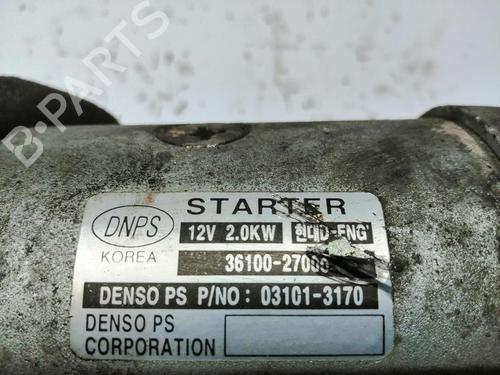 B-PARTS
STARTER
DNPS
KOREA
12V 2.0KW 현대D-ENG
36100-27000
DENSO PS P/NO : 03101-3170
DENSO PS
CORPORATION